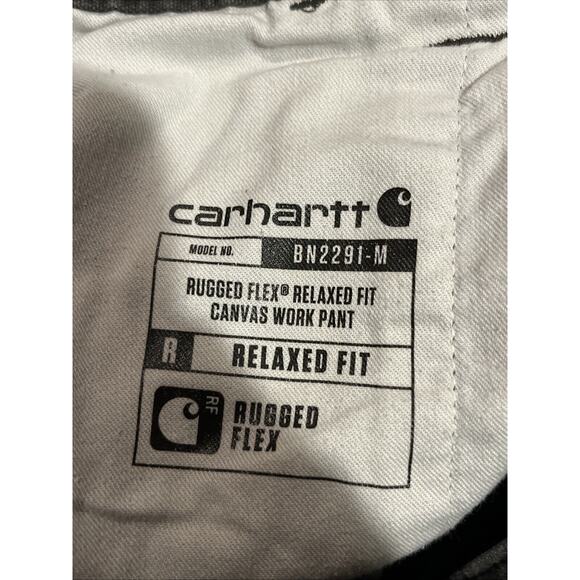 carhartt
MODEL NO. BN2291-M
RUGGED FLEX® RELAXED FIT
CANVAS WORK PANT
R RELAXED FIT
RF
RUGGED
FLEX